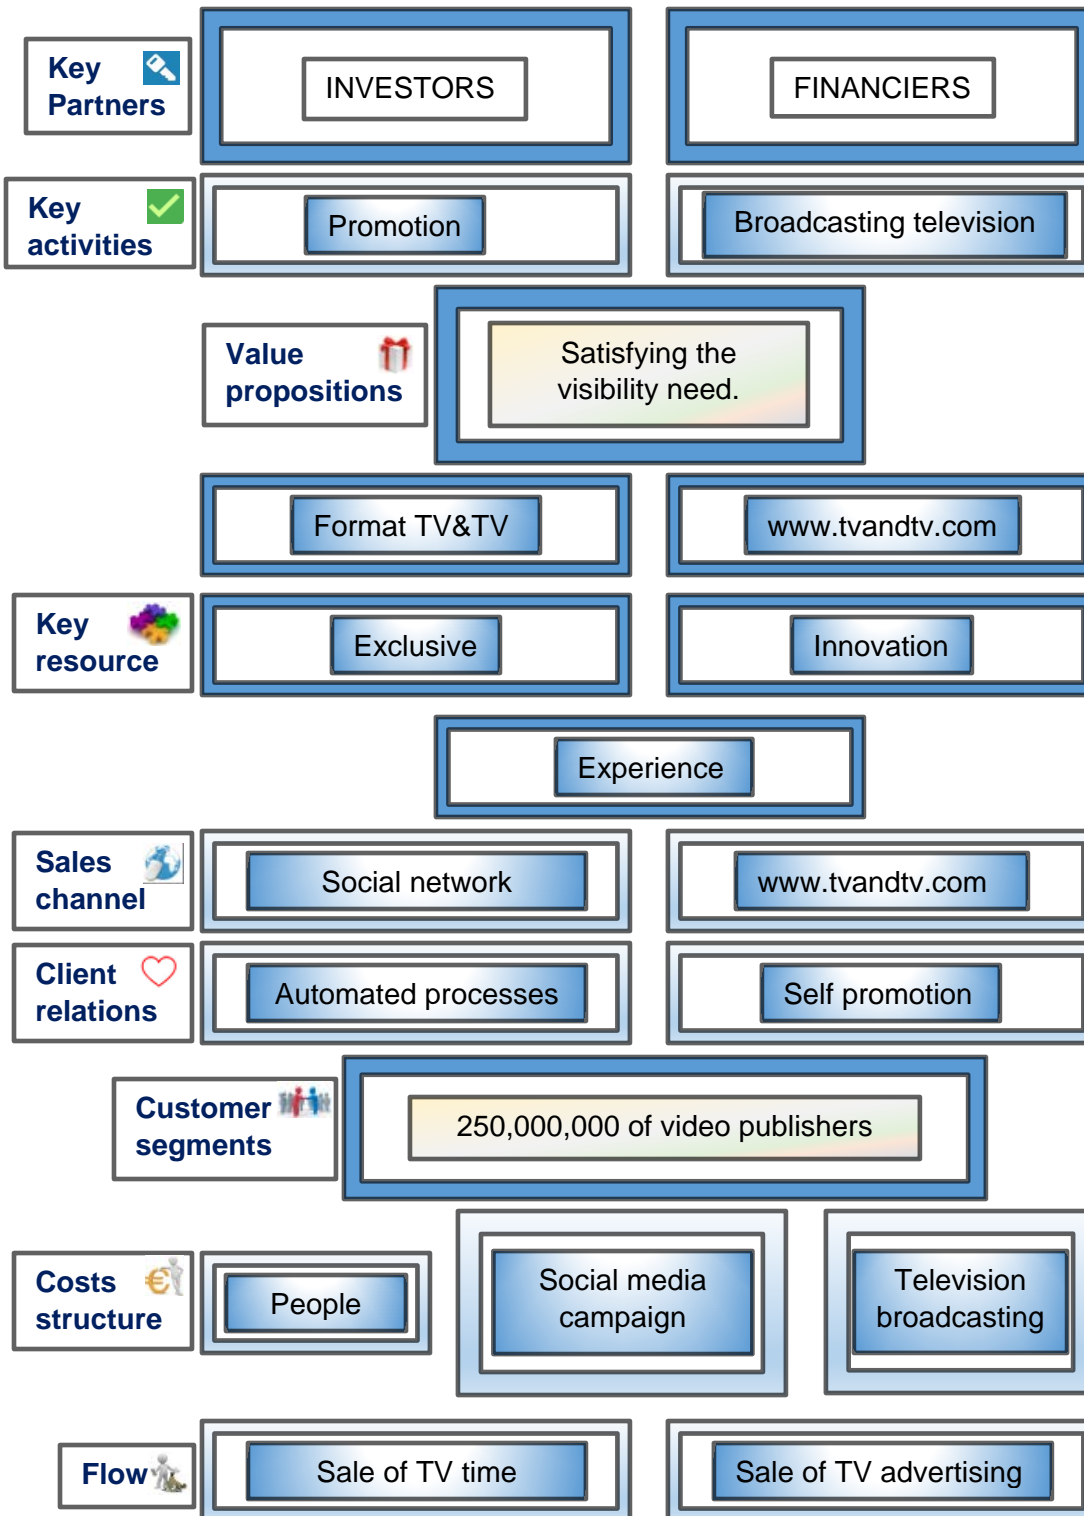 Key
Partners
INVESTORS
FINANCIERS
Key
activities
Promotion
Broadcasting television
Value
propositions
Satisfying the
visibility need.
Format TV&TV
www.tvandtv.com
Key
resource
Exclusive
Innovation
Experience
Sales
channel
Social network
www.tvandtv.com
Client
relations
Automated processes
Self promotion
Customer
segments
250,000,000 of video publishers
Costs
structure
People
Social media
campaign
Television
broadcasting
Flow
Sale of TV time
Sale of TV advertising